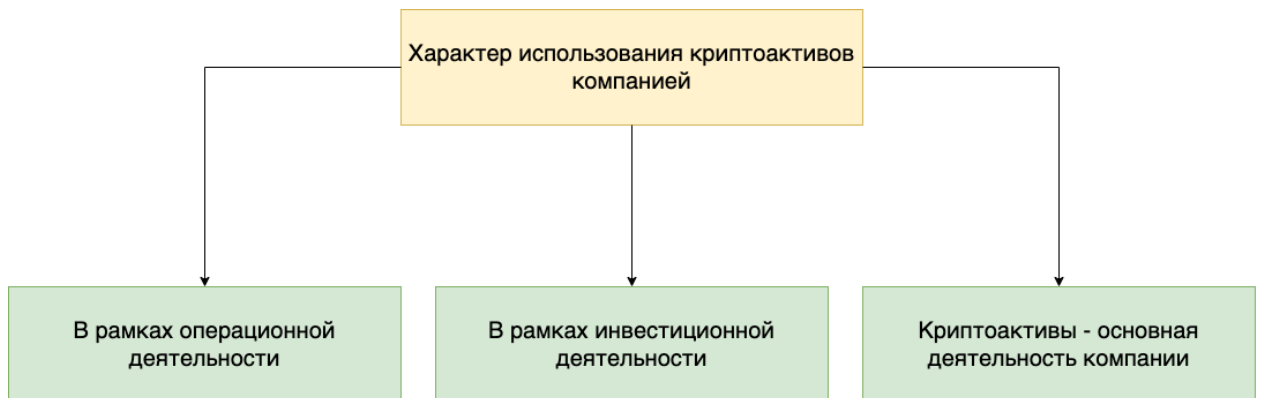 Характер использования криптоактивов
компанией
В рамках операционной
деятельности
В рамках инвестиционной
деятельности
Криптоактивы - основная
деятельность компании